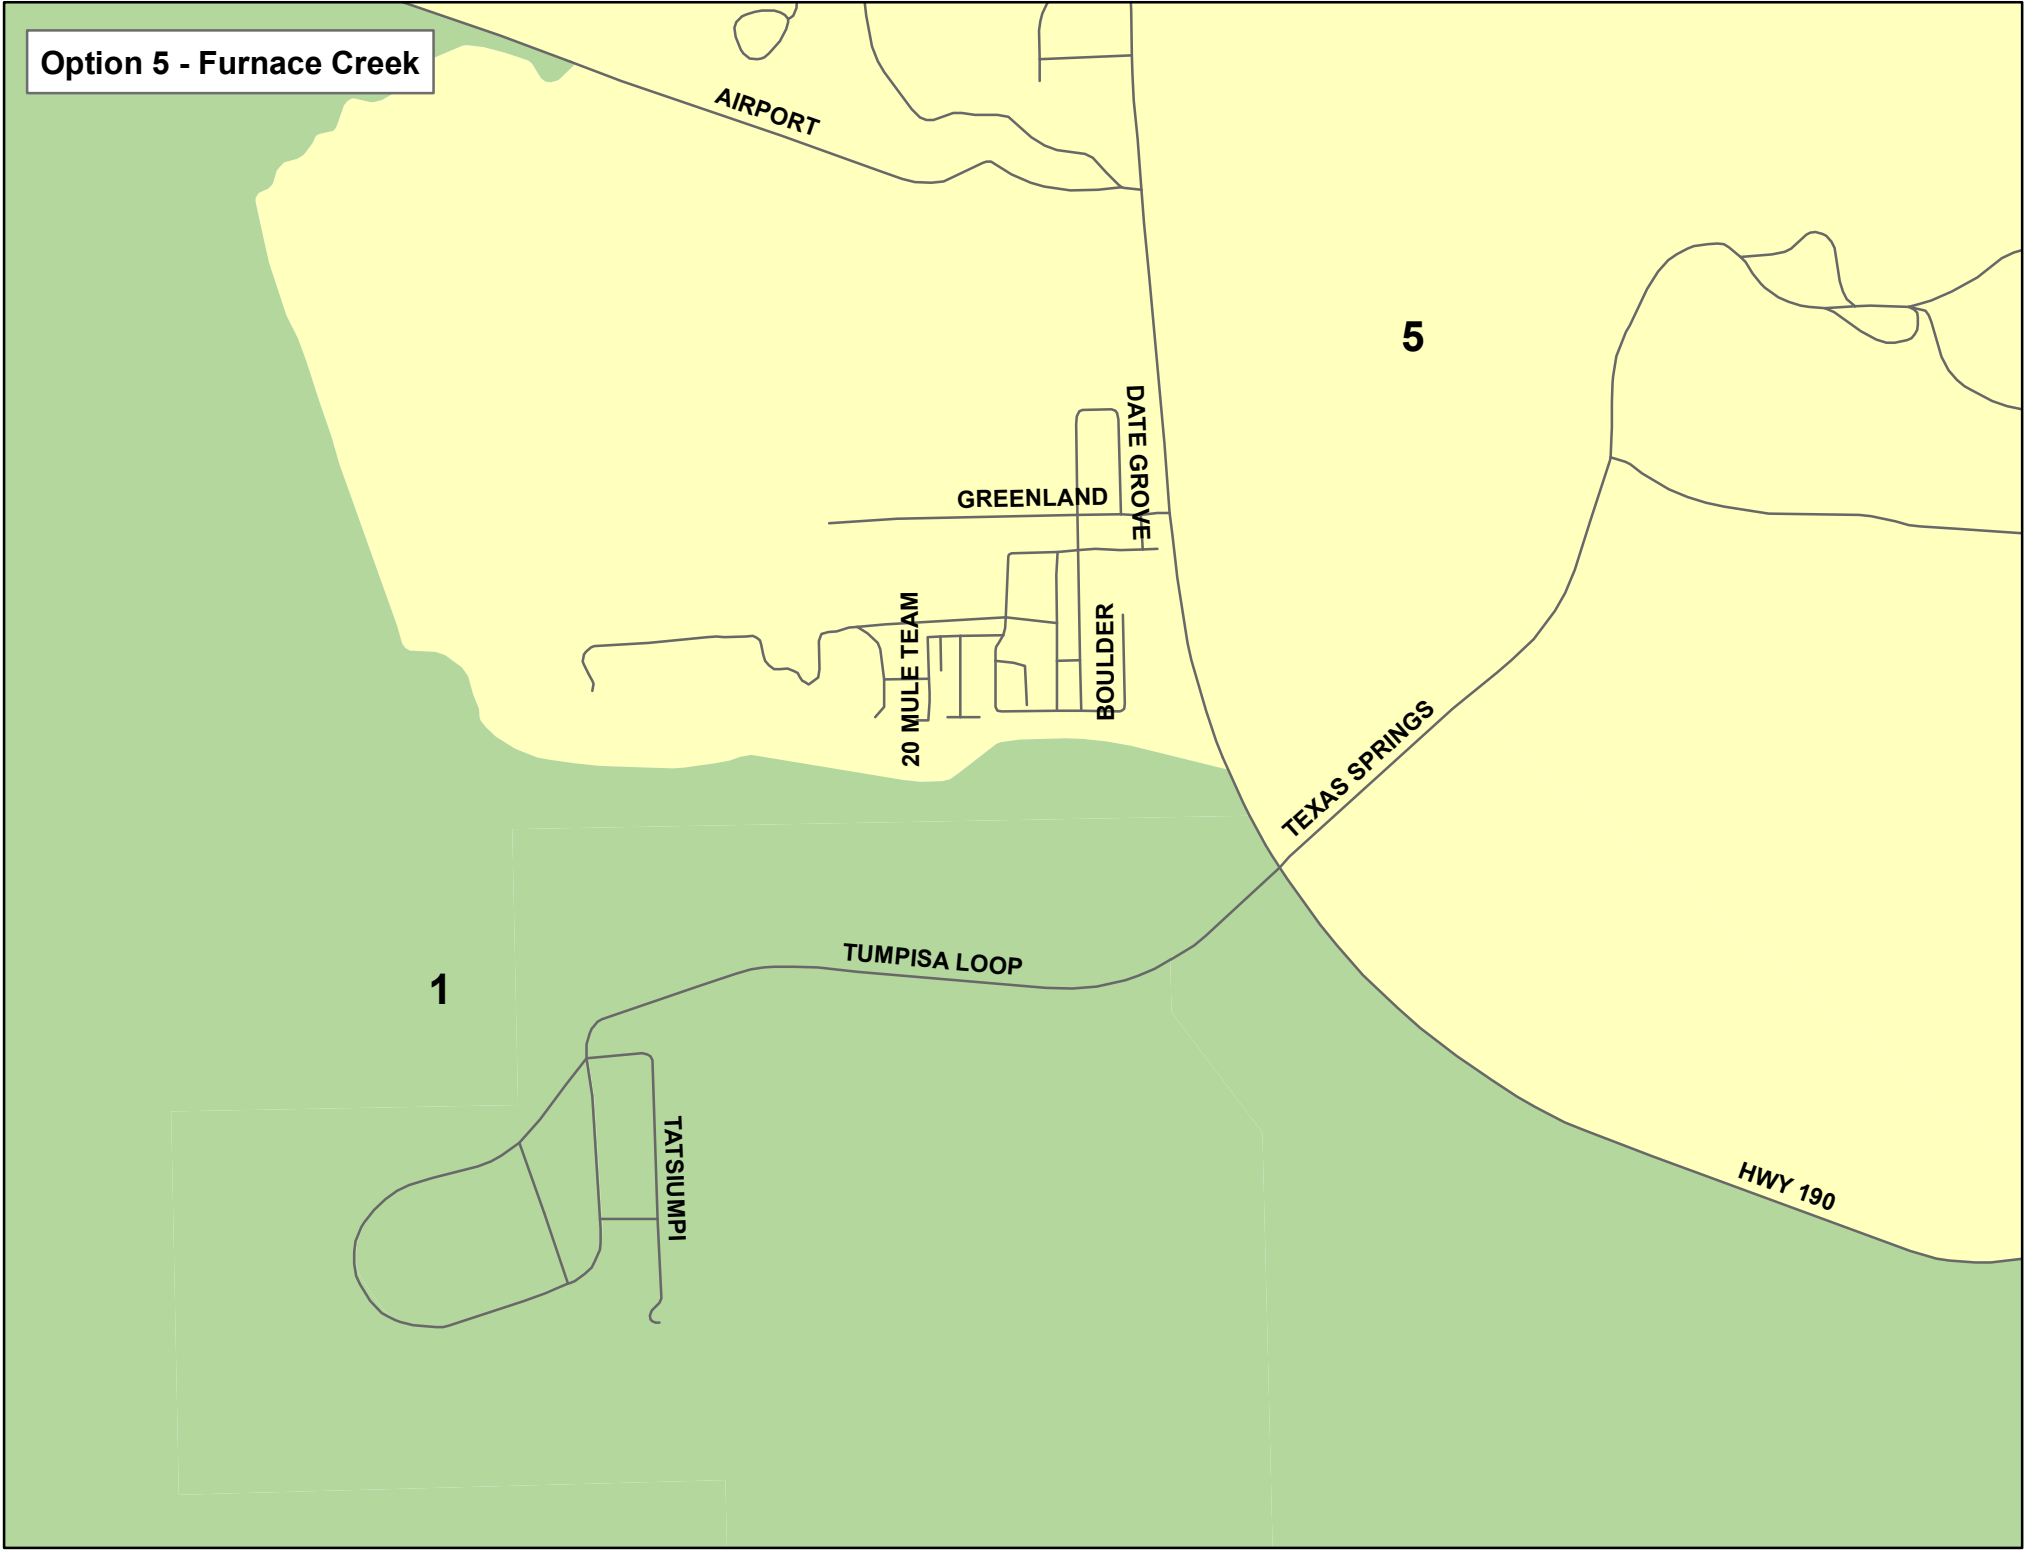 Option 5 - Furnace Creek
AIRPORT
5
DATE GROVE
GREENLAND
20 MULE TEAM
BOULDER
TEXAS SPRINGS
TUMPISA LOOP
1
TATSIUMPI
HWY 190